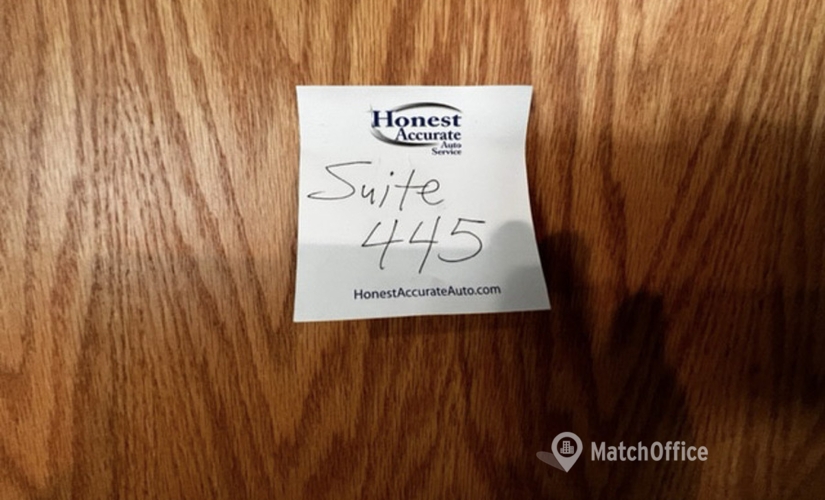 Honest
Accurate
Auto
Service
Suite
445
HonestAccurateAuto.com
MatchOffice